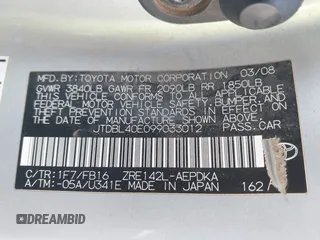 MFD. BY: TOYOTA MOTOR CORPORATION 03/08
GVWR 3840LB GAWR FR 2090LB RR 1850LB
THIS VEHICLE CONFORMS TO ALL APPLICABLE
FEDERAL MOTOR VEHICLE SAFETY, BUMPER, AND
THEFT PREVENTION STANDARDS IN EFFECT ON
THE DATE OF MANUFACTURE SHOWN ABOVE.
JTDBL40E099033012 PASS.CAR
C/TR: 1F7/FB16 ZRE142L-AEPDKA
A/TM: -05A/U341E MADE IN JAPAN 162
AUTOBIDMASTER